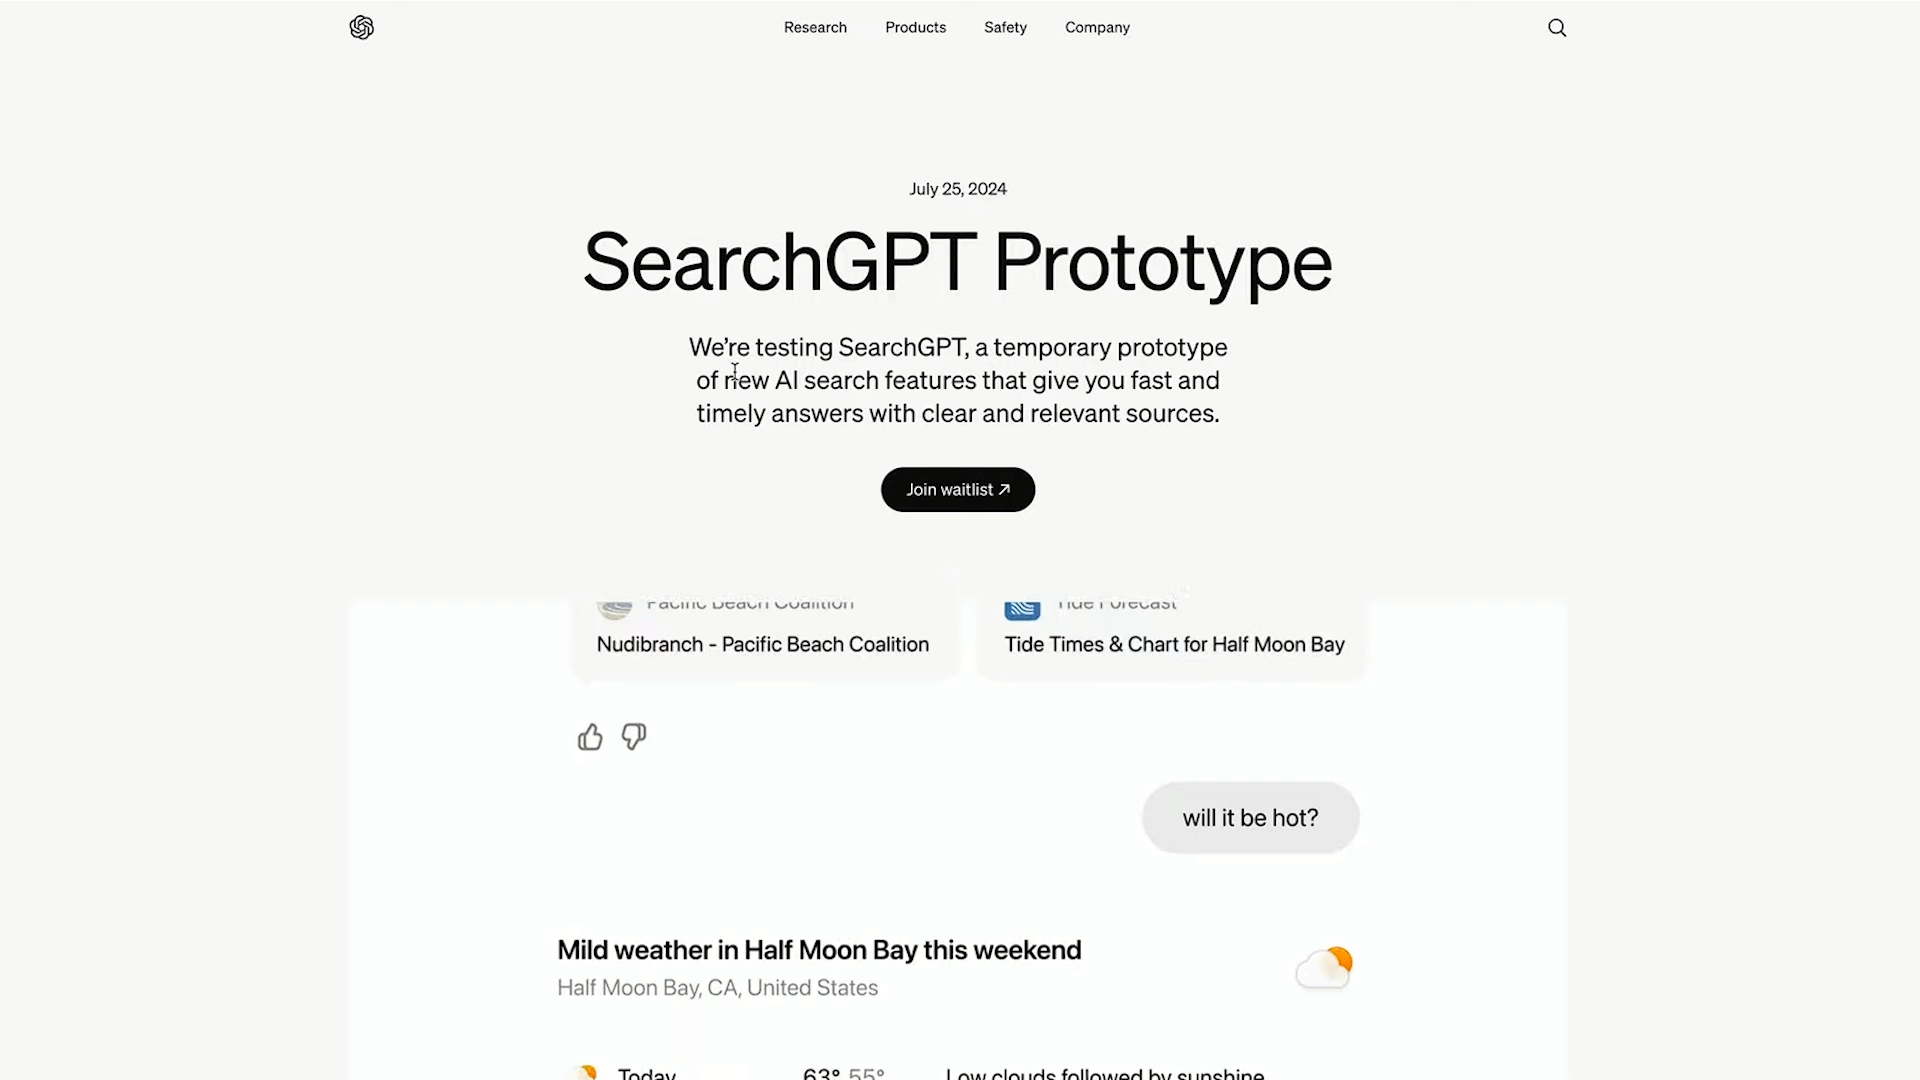 Research Products Safety Company
July 25, 2024
SearchGPT Prototype
We’re testing SearchGPT, a temporary prototype
of new AI search features that give you fast and
timely answers with clear and relevant sources.
Join waitlist ↗
Pacific Beach Coalition
Tide Forecast
Nudibranch - Pacific Beach Coalition
Tide Times & Chart for Half Moon Bay
will it be hot?
Mild weather in Half Moon Bay this weekend
Half Moon Bay, CA, United States
Today 63° 55° Low clouds followed by sunshine